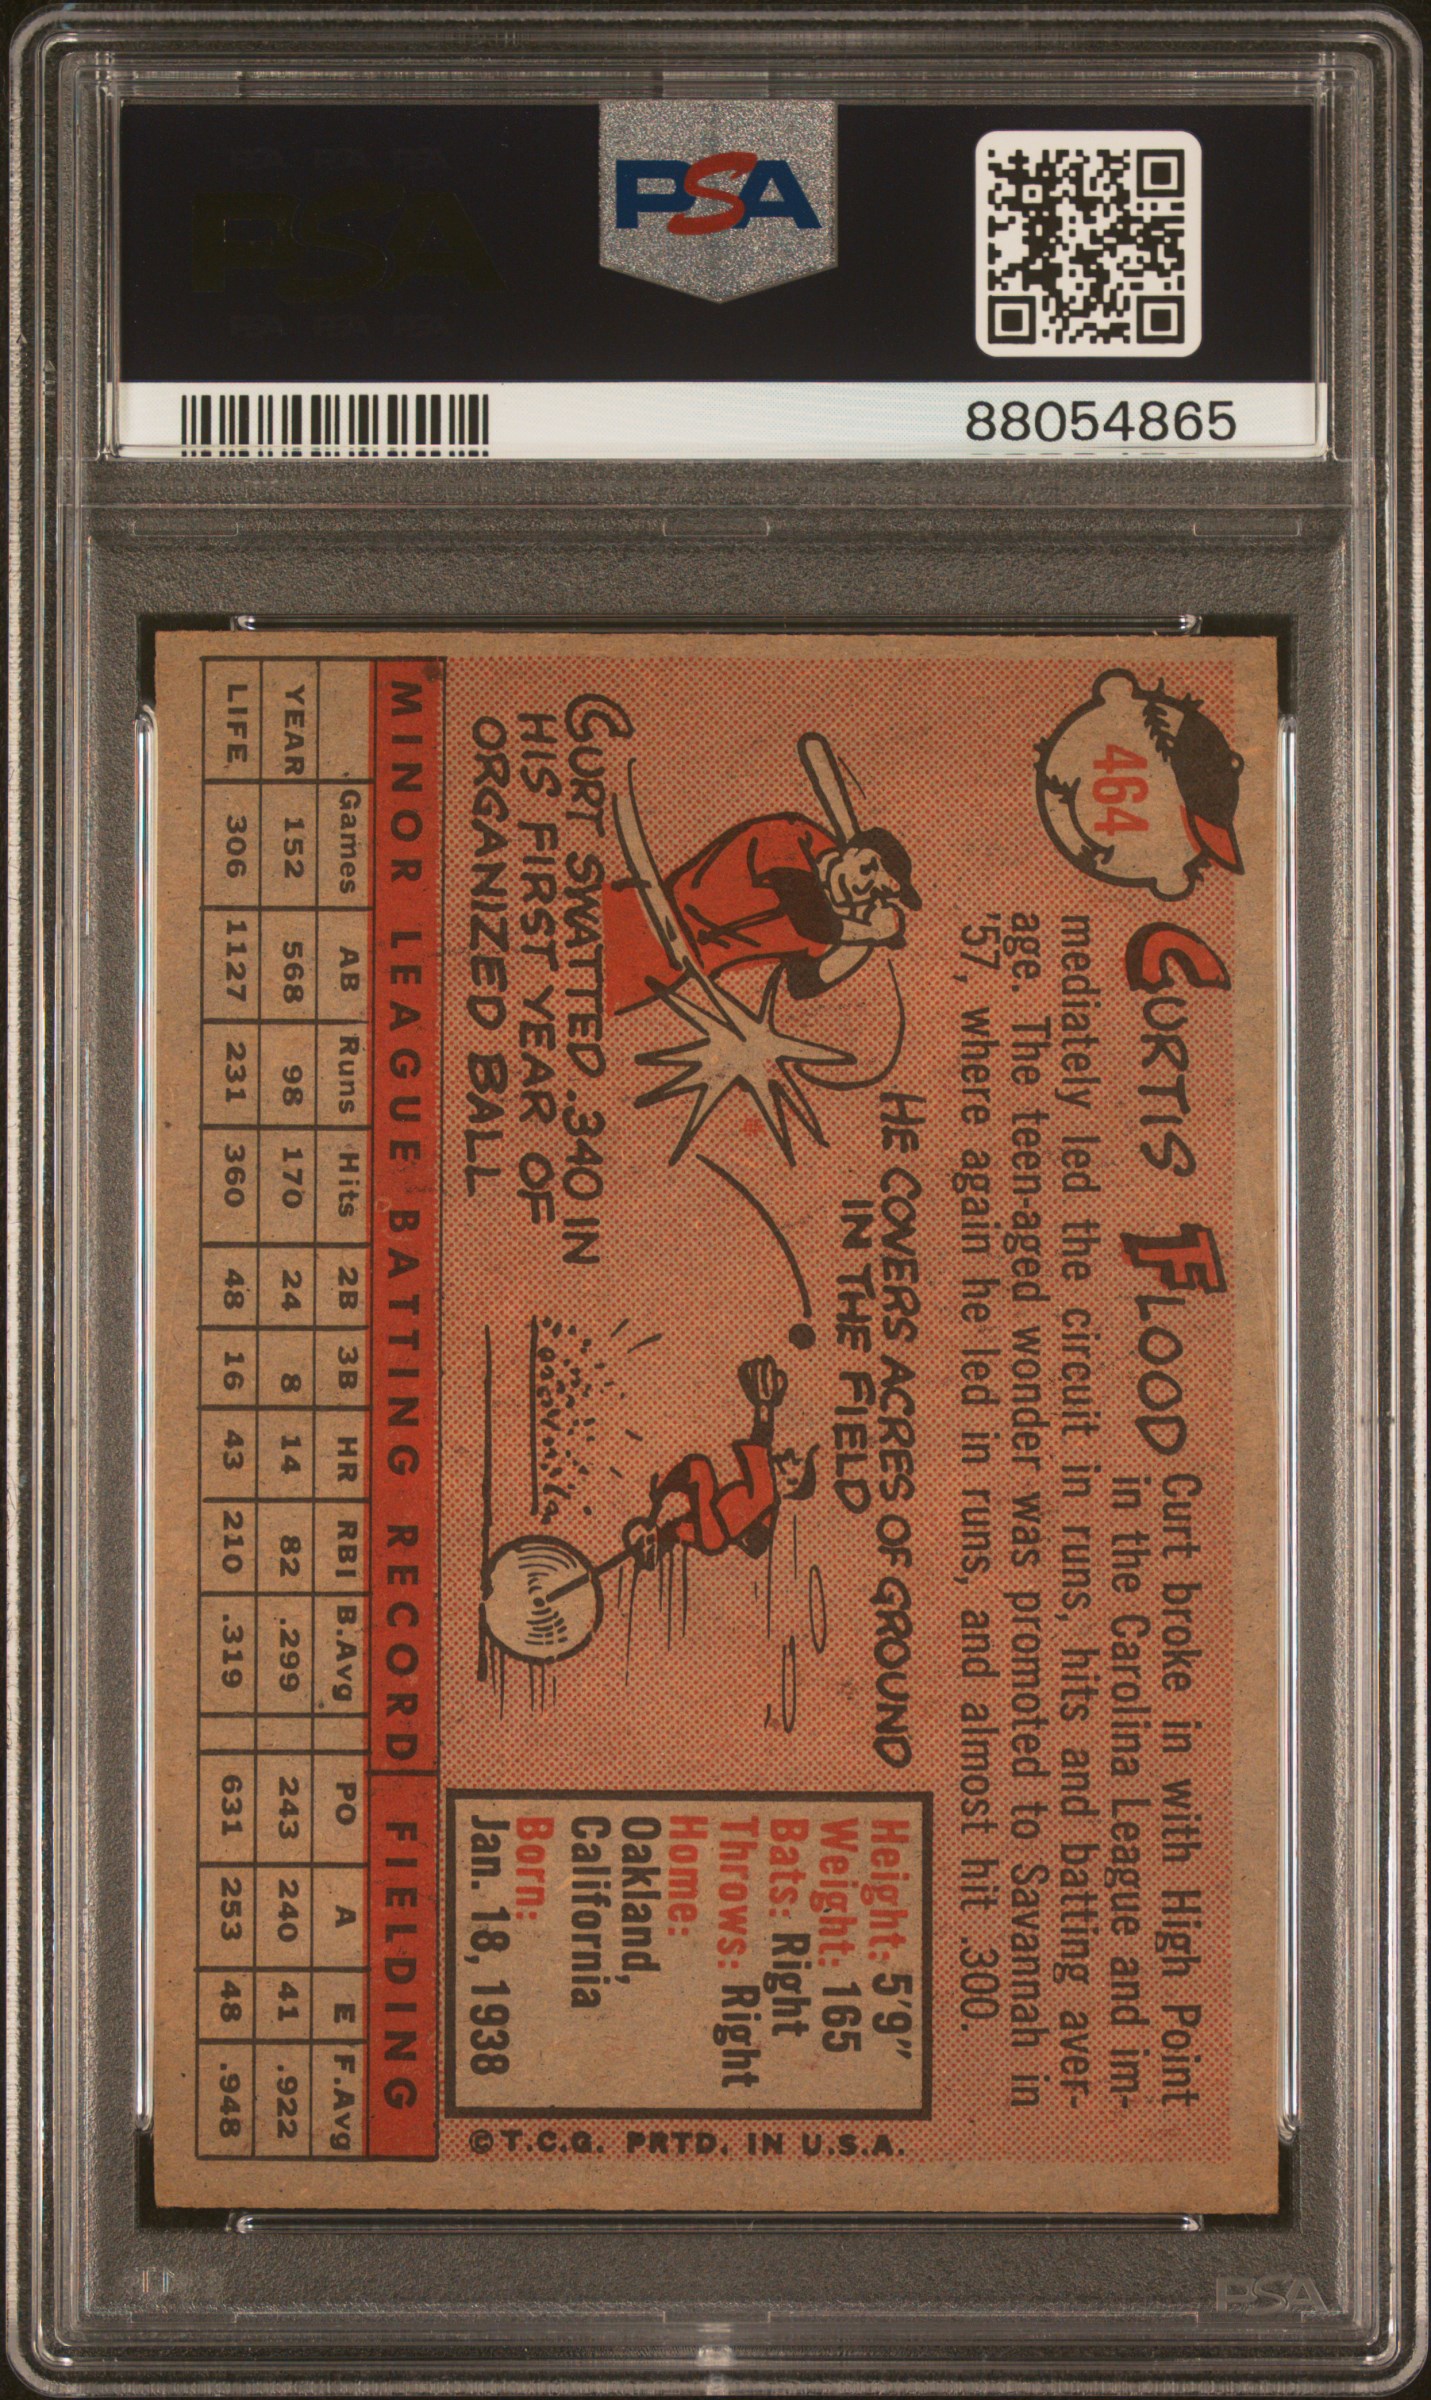 PSA
88054865
464
CURTIS FLOOD
Curt broke in with High Point
in the Carolina League and im-
mediately led the circuit in runs, hits and batting aver-
age. The teen-aged wonder was promoted to Savannah in
'57, where again he led in runs, and almost hit .300.
HE COVERS ACRES OF GROUND
IN THE FIELD
CURT SWATTED .340 IN
HIS FIRST YEAR OF
ORGANIZED BALL
Height: 5'9"
Weight: 165
Bats: Right
Throws: Right
Home:
Oakland,
California
Born:
Jan. 18, 1938
© T.C.G. PRTD. IN U.S.A.
MINOR LEAGUE BATTING RECORD FIELDING
Games AB Runs Hits 2B 3B HR RBI B.Avg PO A E F.Avg
YEAR 152 568 98 170 24 8 14 82 .299 243 240 41 .922
LIFE 306 1127 231 360 48 16 43 210 .319 631 253 48 .948
PSA